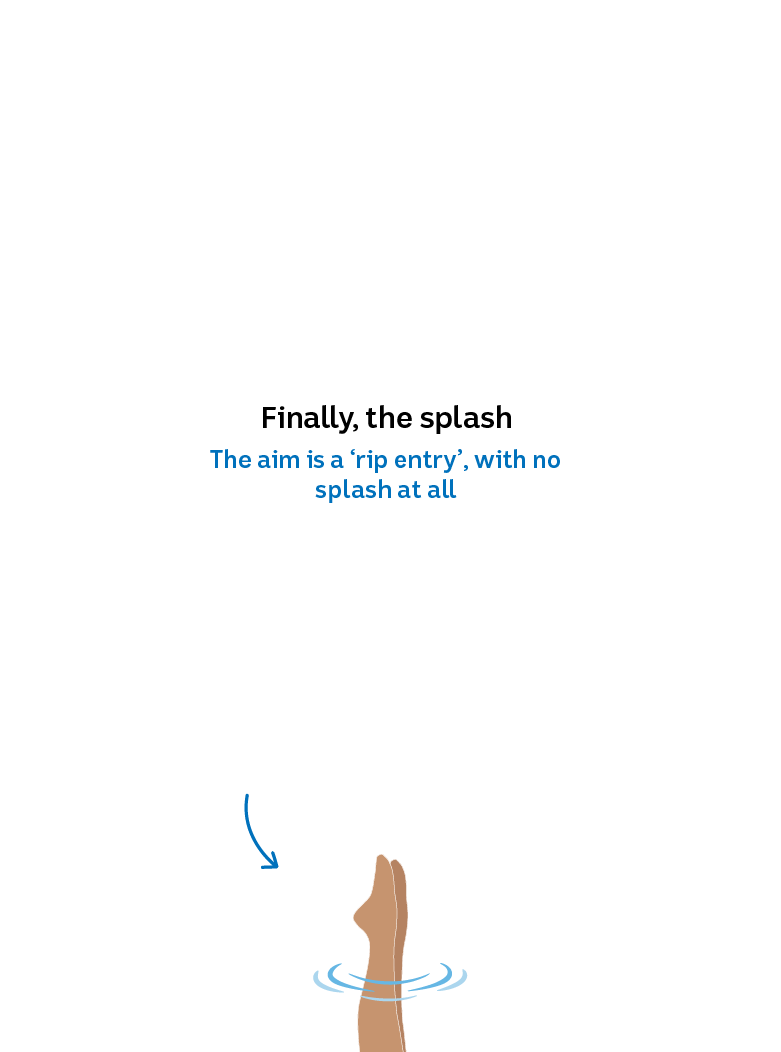 Finally, the splash
The aim is a ‘rip entry’, with no
splash at all